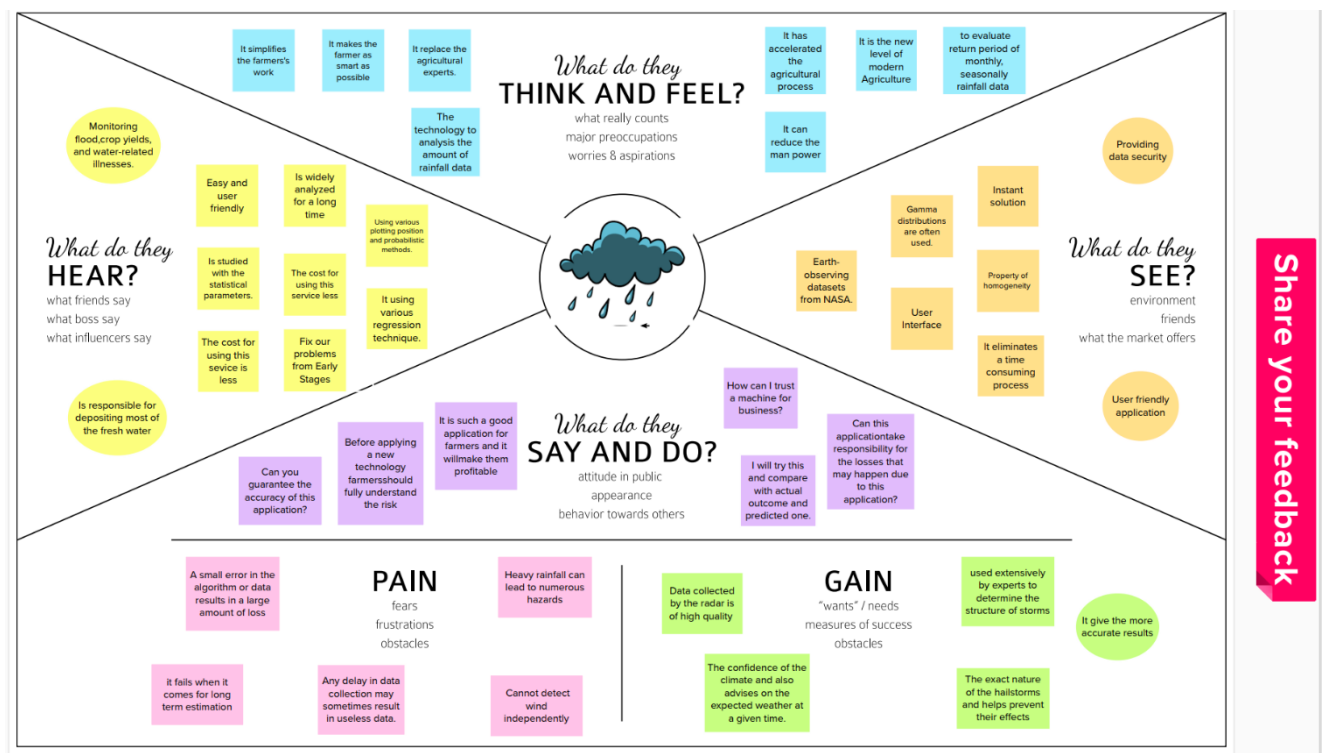 What do they
THINK AND FEEL?
what really counts
major preoccupations
worries & aspirations
It simplifies
the farmers's
work
It makes the
farmer as
smart as
possible
It replace the
agricultural
experts.
The
technology to
analysis the
amount of
rainfall data
It has
accelerated
the
agricultural
process
It is the new
level of
modern
Agriculture
to evaluate
return period of
monthly,
seasonally
rainfall data
It can
reduce the
man power
What do they
HEAR?
what friends say
what boss say
what influencers say
Monitoring
flood,crop yields,
and water-related
illnesses.
Easy and
user
friendly
Is widely
analyzed
for a long
time
Using various
plotting position
and probabilistic
methods.
Is studied
with the
statistical
parameters.
The cost for
using this
service less
It using
various
regression
technique.
The cost for
using this
sevice is
less
Fix our
problems
from Early
Stages
Is responsible for
depositing most of
the fresh water
What do they
SEE?
environment
friends
what the market offers
Providing
data security
Instant
solution
Gamma
distributions
are often
used.
Earth-
observing
datasets
from NASA.
Property of
homogeneity
User
Interface
It eliminates
a time
consuming
process
User friendly
application
What do they
SAY AND DO?
attitude in public
appearance
behavior towards others
Can you
guarantee the
accuracy of this
application?
Before applying
a new
technology
farmersshould
fully understand
the risk
It is such a good
application for
farmers and it
willmake them
profitable
How can I trust
a machine for
business?
I will try this
and compare
with actual
outcome and
predicted one.
Can this
applicationtake
responsibility for
the losses that
may happen due
to this
application?
PAIN
fears
frustrations
obstacles
A small error in the
algorithm or data
results in a large
amount of loss
Heavy rainfall can
lead to numerous
hazards
it fails when it
comes for long
term estimation
Any delay in data
collection may
sometimes result
in useless data.
Cannot detect
wind
independently
GAIN
"wants" / needs
measures of success
obstacles
Data collected
by the radar is
of high quality
used extensively
by experts to
determine the
structure of storms
It give the more
accurate results
The confidence of the
climate and also
advises on the
expected weather at
a given time.
The exact nature
of the hailstorms
and helps prevent
their effects
Share your feedback